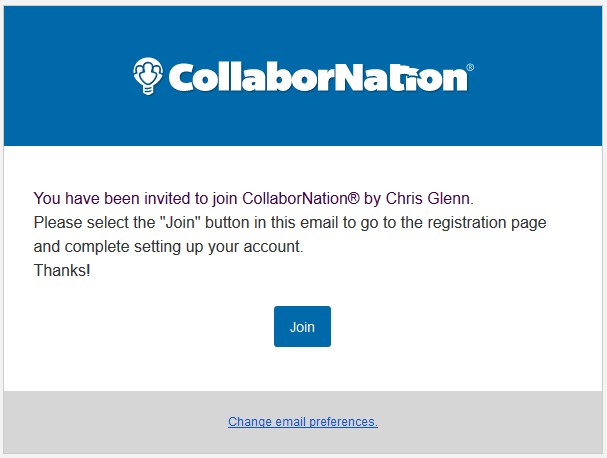 CollaborNation®
You have been invited to join CollaborNation® by Chris Glenn.
Please select the "Join" button in this email to go to the registration page
and complete setting up your account.
Thanks!
Join
Change email preferences.